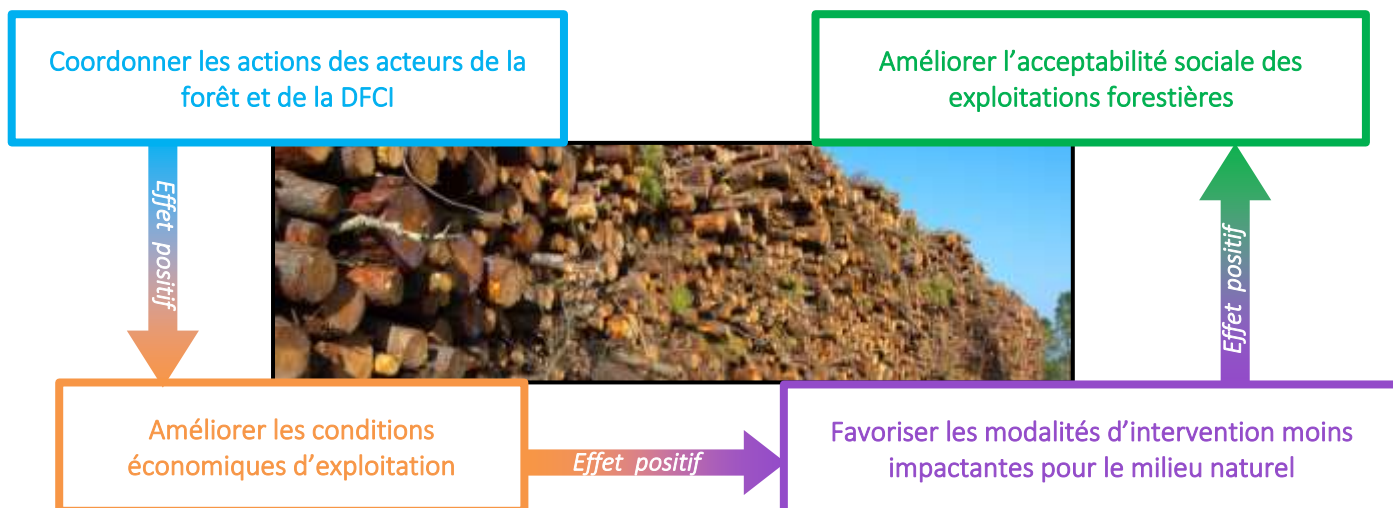 Coordonner les actions des acteurs de la
forêt et de la DFCI
Effet positif
Améliorer les conditions
économiques d’exploitation
Effet positif
Favoriser les modalités d’intervention moins
impactantes pour le milieu naturel
Effet positif
Améliorer l’acceptabilité sociale des
exploitations forestières